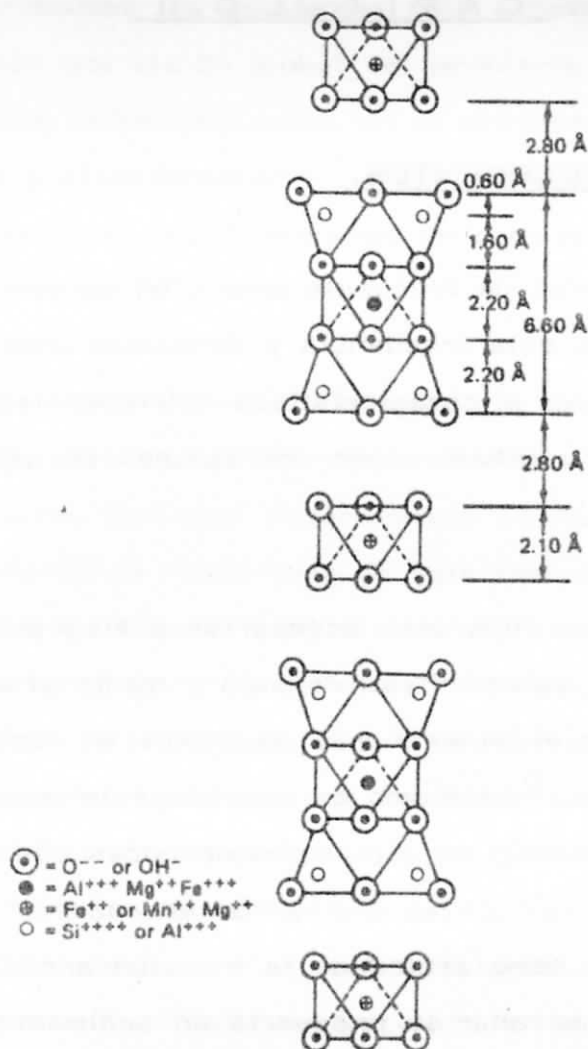 2.80 Å
0.60Å
1.60 Å
2.20 Å
6.60 Å
2.20 Å
2.80 Å
2.10 Å
= O−− or OH−
= Al+++ Mg++Fe+++
= Fe++ or Mn++ Mg++
= Si++++ or Al+++